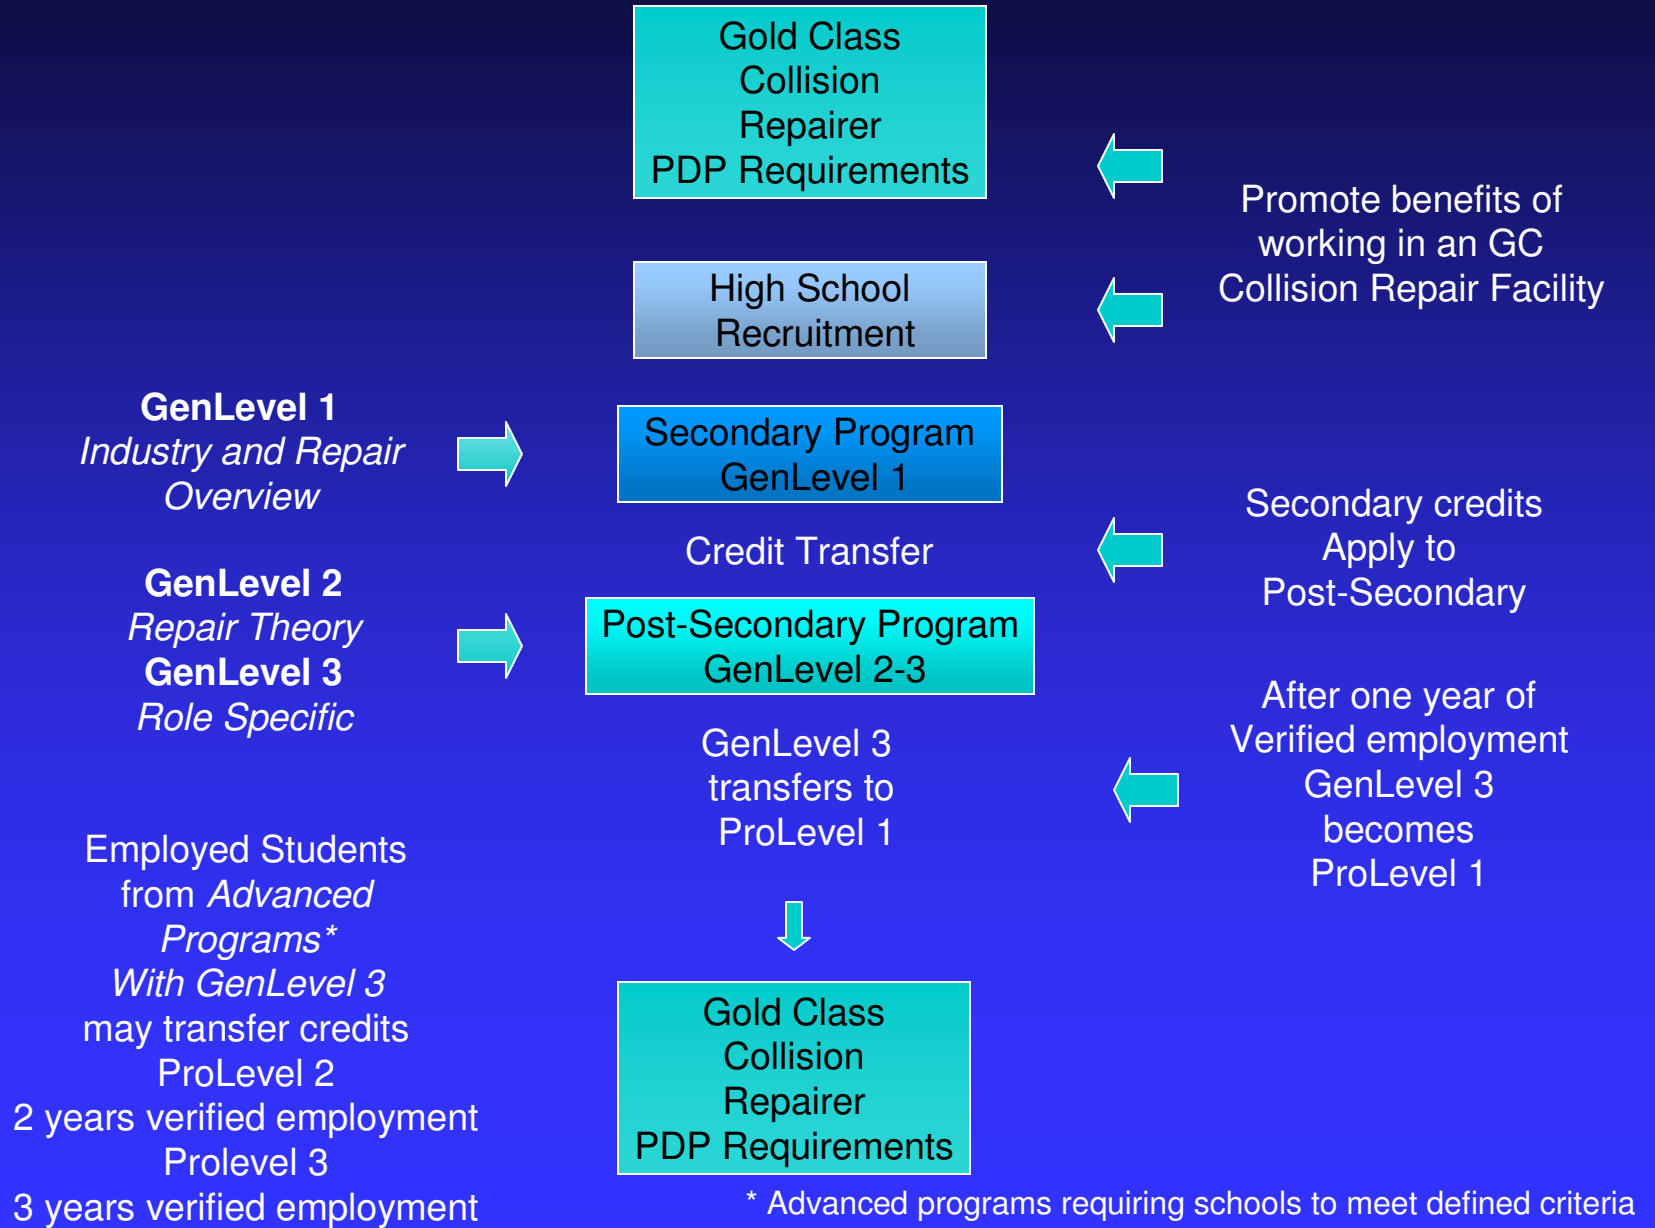 Gold Class
Collision
Repairer
PDP Requirements
Promote benefits of
working in an GC
Collision Repair Facility
High School
Recruitment
GenLevel 1
Industry and Repair
Overview
Secondary Program
GenLevel 1
Secondary credits
Apply to
Post-Secondary
Credit Transfer
GenLevel 2
Repair Theory
GenLevel 3
Role Specific
Post-Secondary Program
GenLevel 2-3
After one year of
Verified employment
GenLevel 3
becomes
ProLevel 1
GenLevel 3
transfers to
ProLevel 1
Employed Students
from Advanced
Programs*
With GenLevel 3
may transfer credits
ProLevel 2
2 years verified employment
Prolevel 3
3 years verified employment
Gold Class
Collision
Repairer
PDP Requirements
* Advanced programs requiring schools to meet defined criteria